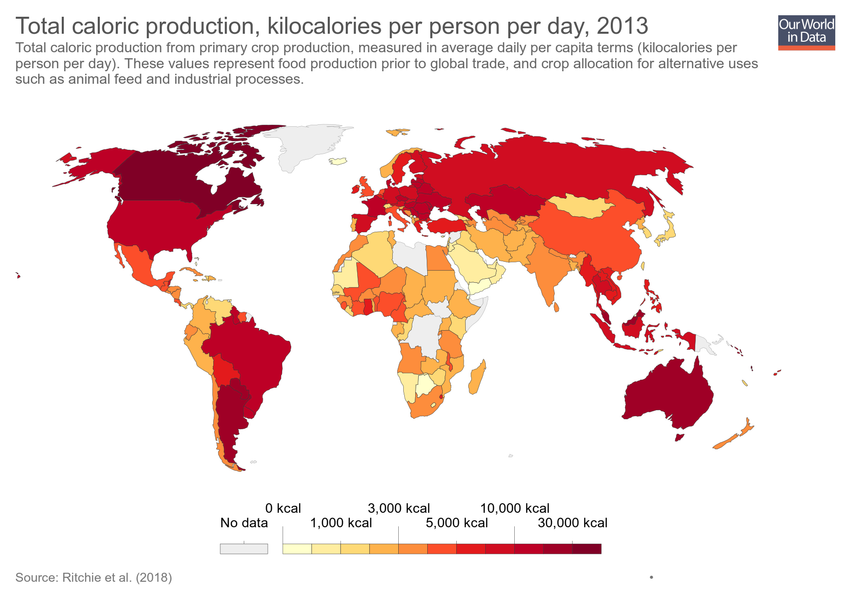 Total caloric production, kilocalories per person per day, 2013
Our World
in Data
Total caloric production from primary crop production, measured in average daily per capita terms (kilocalories per
person per day). These values represent food production prior to global trade, and crop allocation for alternative uses
such as animal feed and industrial processes.
0 kcal 3,000 kcal 10,000 kcal
No data 1,000 kcal 5,000 kcal 30,000 kcal
Source: Ritchie et al. (2018)